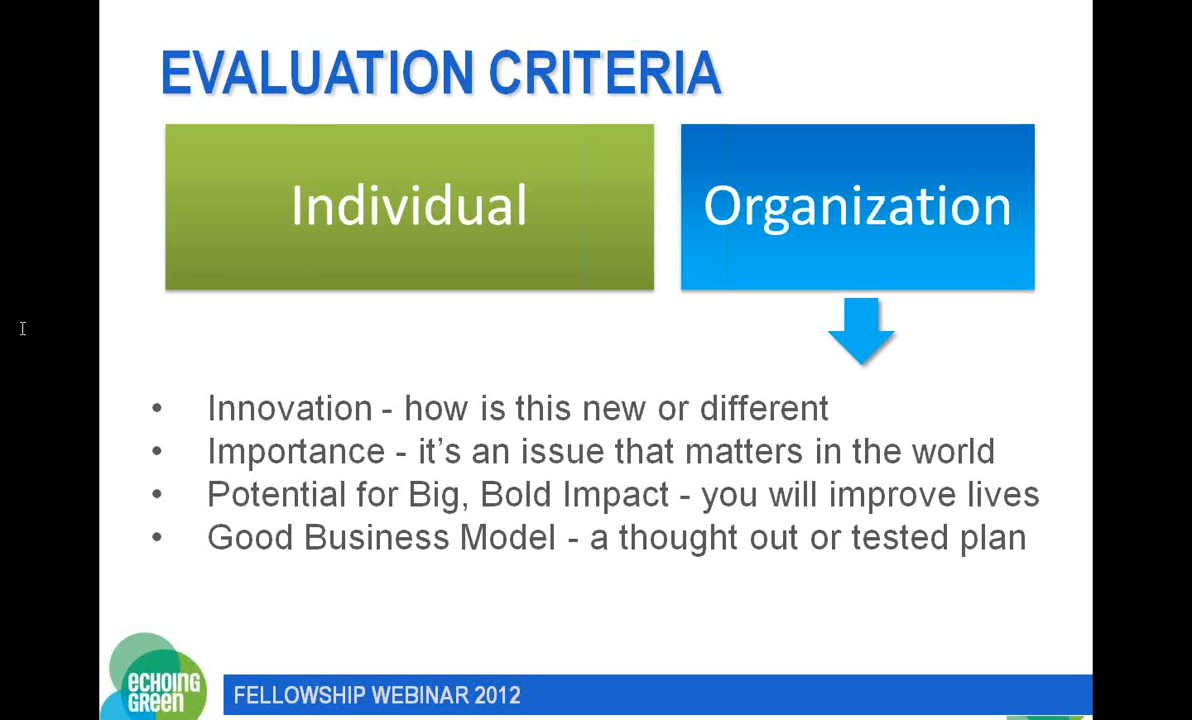 EVALUATION CRITERIA
Individual
Organization
• Innovation - how is this new or different
• Importance - it's an issue that matters in the world
• Potential for Big, Bold Impact - you will improve lives
• Good Business Model - a thought out or tested plan
echoing
green
FELLOWSHIP WEBINAR 2012